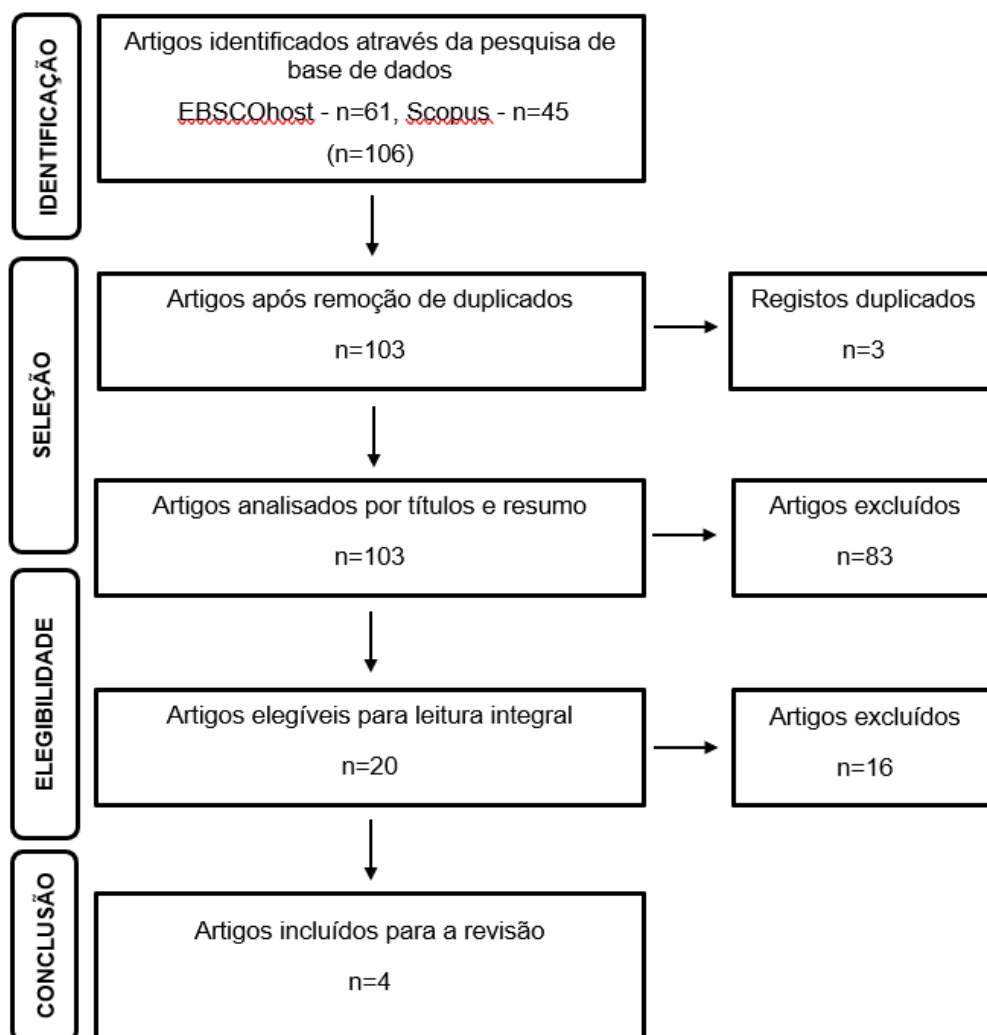 IDENTIFICAÇÃO
Artigos identificados através da pesquisa de
base de dados
EBSCOhost - n=61, Scopus - n=45
(n=106)
SELEÇÃO
Artigos após remoção de duplicados
n=103
Registos duplicados
n=3
Artigos analisados por títulos e resumo
n=103
Artigos excluídos
n=83
ELEGIBILIDADE
Artigos elegíveis para leitura integral
n=20
Artigos excluídos
n=16
CONCLUSÃO
Artigos incluídos para a revisão
n=4